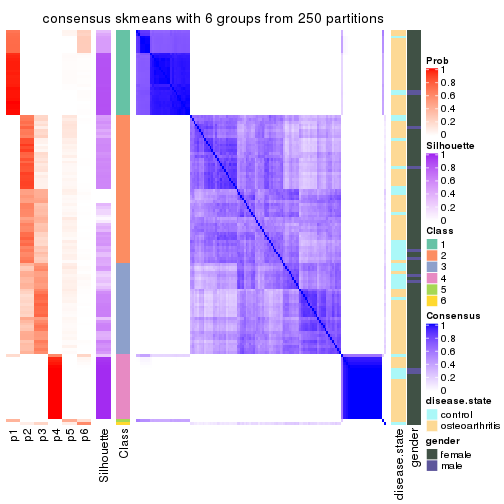 consensus skmeans with 6 groups from 250 partitions
Prob
1
0.8
0.6
0.4
0.2
0
Silhouette
1
0.8
0.6
0.4
0.2
0
Class
1
2
3
4
5
6
Consensus
1
0.8
0.6
0.4
0.2
0
disease.state
control
osteoarthritis
gender
female
male
p1
p2
p3
p4
p5
p6
Silhouette
Class
disease.state
gender